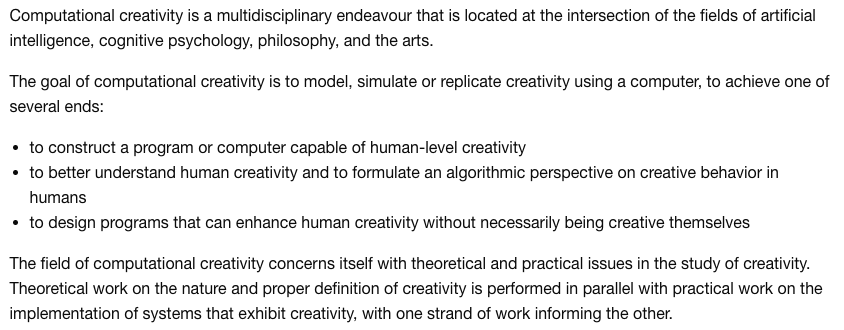 Computational creativity is a multidisciplinary endeavour that is located at the intersection of the fields of artificial
intelligence, cognitive psychology, philosophy, and the arts.
The goal of computational creativity is to model, simulate or replicate creativity using a computer, to achieve one of
several ends:
• to construct a program or computer capable of human-level creativity
• to better understand human creativity and to formulate an algorithmic perspective on creative behavior in
humans
• to design programs that can enhance human creativity without necessarily being creative themselves
The field of computational creativity concerns itself with theoretical and practical issues in the study of creativity.
Theoretical work on the nature and proper definition of creativity is performed in parallel with practical work on the
implementation of systems that exhibit creativity, with one strand of work informing the other.